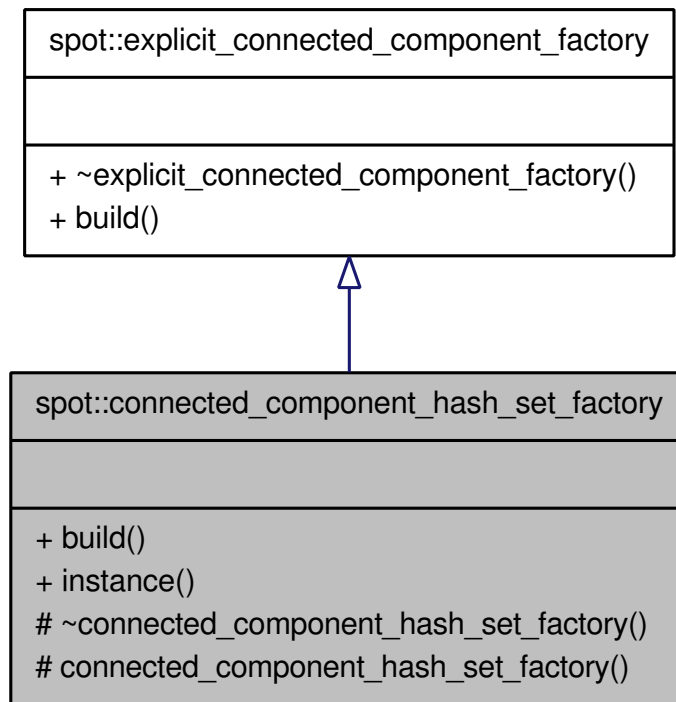 spot::explicit_connected_component_factory
+ ~explicit_connected_component_factory()
+ build()
spot::connected_component_hash_set_factory
+ build()
+ instance()
# ~connected_component_hash_set_factory()
# connected_component_hash_set_factory()